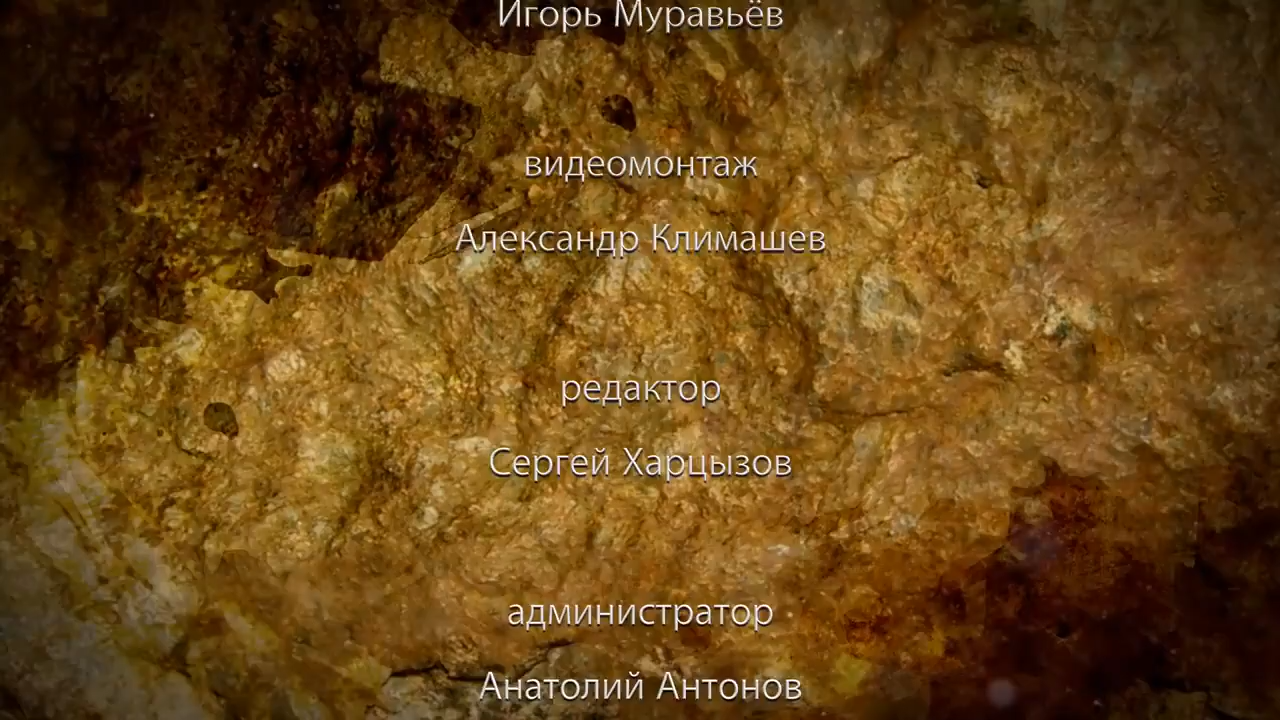 Игорь Муравьёв
видеомонтаж
Александр Климашев
редактор
Сергей Харцызов
администратор
Анатолий Антонов